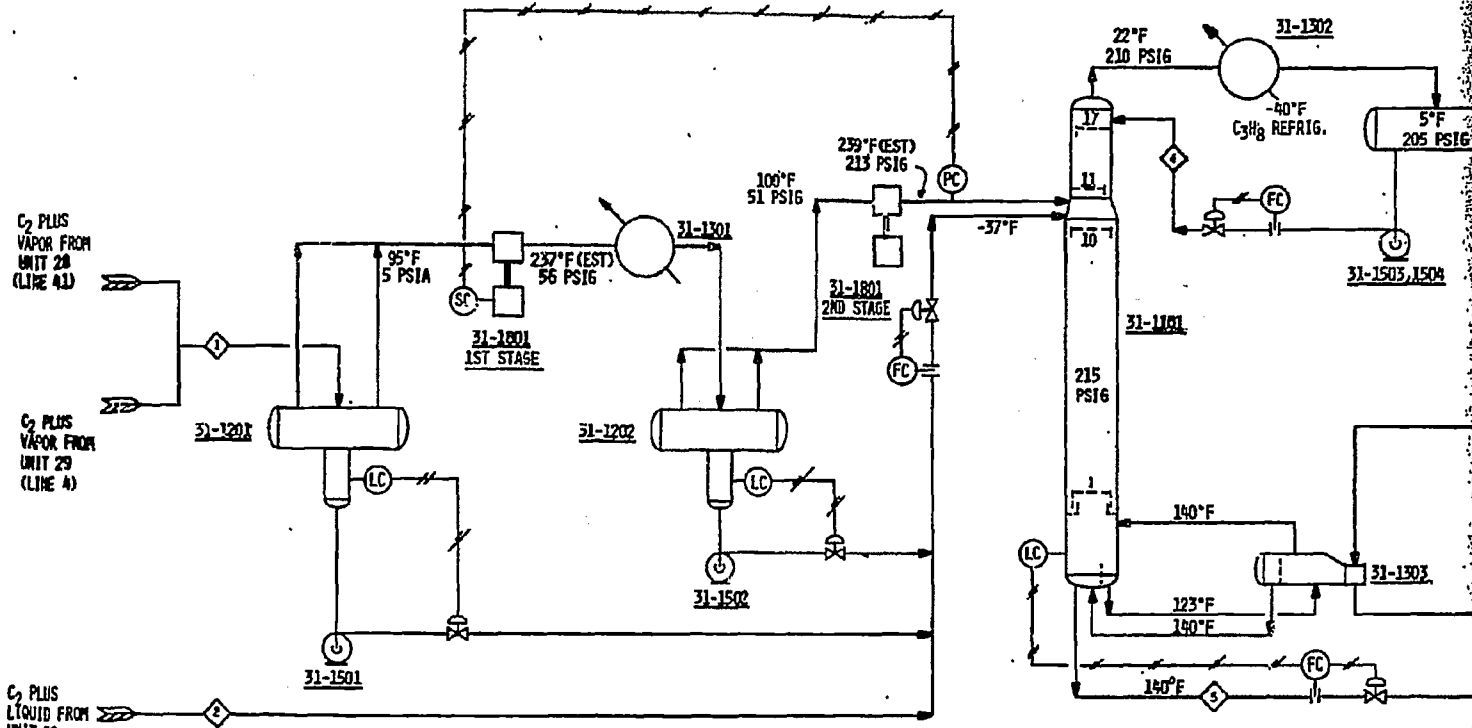 C2 PLUS
VAPOR FROM
UNIT 28
(LINE 41)
1
C2 PLUS
VAPOR FROM
UNIT 29
(LINE 4)
31-1201
LC
31-1501
C2 PLUS
LIQUID FROM
2
95°F
5 PSIA
SC
31-1801
1ST STAGE
237°F(EST)
56 PSIG
31-1301
31-1202
LC
31-1502
100°F
51 PSIG
239°F(EST)
213 PSIG
PC
31-1801
2ND STAGE
-37°F
FC
22°F
210 PSIG
31-1302
-40°F
C3H8 REFRIG.
5°F
205 PSIG
17
11
10
4
FC
31-1503,1504
31-1101
215
PSIG
1
LC
140°F
31-1303
123°F
140°F
140°F
5
FC